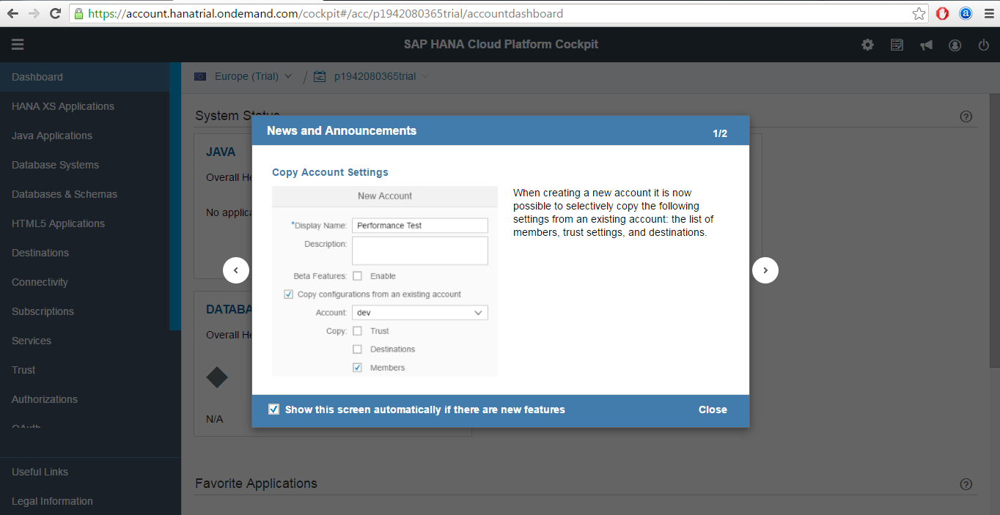 https://account.hanatrial.ondemand.com/cockpit#/acc/p1942080365trial/accountdashboard
SAP HANA Cloud Platform Cockpit
Dashboard
HANA XS Applications
Java Applications
Database Systems
Databases & Schemas
HTML5 Applications
Destinations
Connectivity
Subscriptions
Services
Trust
Authorizations
OAuth
Useful Links
Legal Information
Europe (Trial) / p1942080365trial
System Status
JAVA
Overall He
No applica
DATABA
Overall He
N/A
Favorite Applications
News and Announcements 1/2
Copy Account Settings
New Account
*Display Name: Performance Test
Description:
Beta Features: Enable
Copy configurations from an existing account
Account: dev
Copy: Trust
Destinations
Members
When creating a new account it is now
possible to selectively copy the following
settings from an existing account: the list of
members, trust settings, and destinations.
Show this screen automatically if there are new features Close